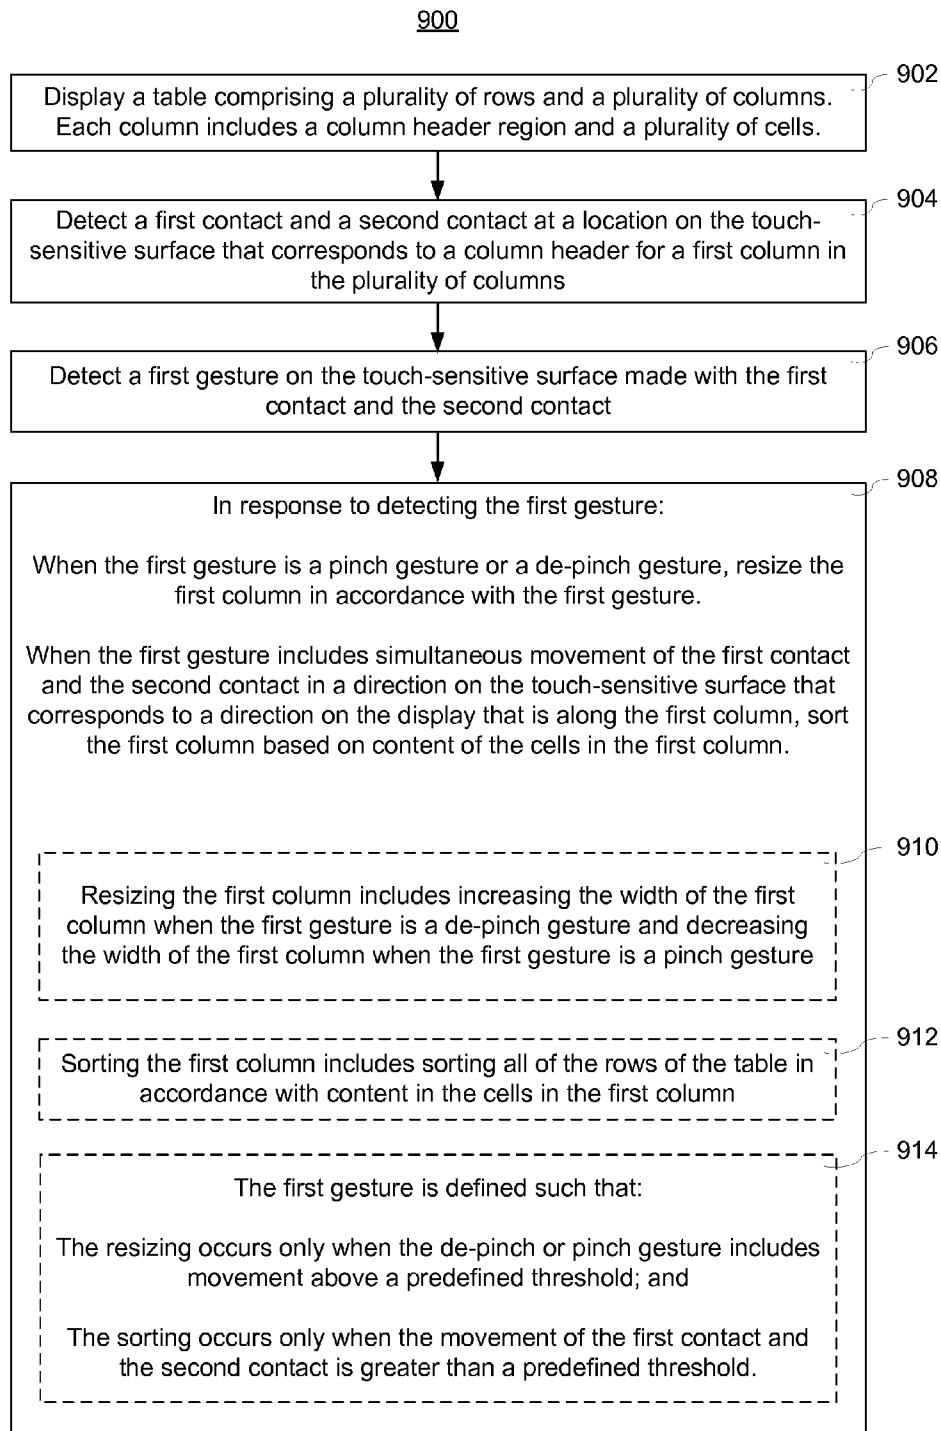 900
902
Display a table comprising a plurality of rows and a plurality of columns.
Each column includes a column header region and a plurality of cells.
904
Detect a first contact and a second contact at a location on the touch-
sensitive surface that corresponds to a column header for a first column in
the plurality of columns
906
Detect a first gesture on the touch-sensitive surface made with the first
contact and the second contact
908
In response to detecting the first gesture:
When the first gesture is a pinch gesture or a de-pinch gesture, resize the
first column in accordance with the first gesture.
When the first gesture includes simultaneous movement of the first contact
and the second contact in a direction on the touch-sensitive surface that
corresponds to a direction on the display that is along the first column, sort
the first column based on content of the cells in the first column.
910
Resizing the first column includes increasing the width of the first
column when the first gesture is a de-pinch gesture and decreasing
the width of the first column when the first gesture is a pinch gesture
912
Sorting the first column includes sorting all of the rows of the table in
accordance with content in the cells in the first column
914
The first gesture is defined such that:
The resizing occurs only when the de-pinch or pinch gesture includes
movement above a predefined threshold; and
The sorting occurs only when the movement of the first contact and
the second contact is greater than a predefined threshold.